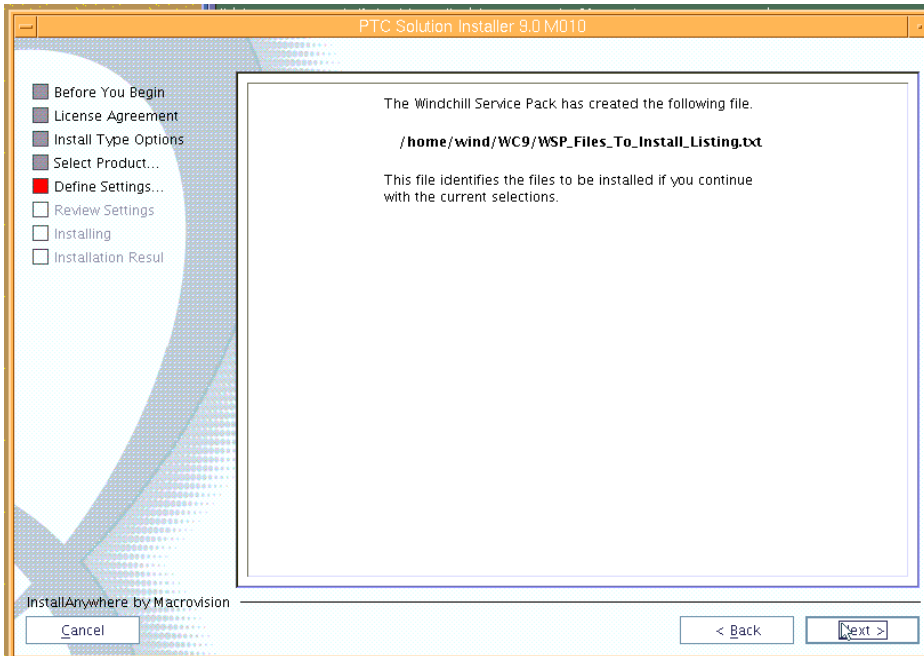 PTC Solution Installer 9.0 M010
Before You Begin
License Agreement
Install Type Options
Select Product...
Define Settings...
Review Settings
Installing
Installation Resul
The Windchill Service Pack has created the following file.
/home/wind/WC9/WSP_Files_To_Install_Listing.txt
This file identifies the files to be installed if you continue
with the current selections.
InstallAnywhere by Macrovision
Cancel
< Back
Next >